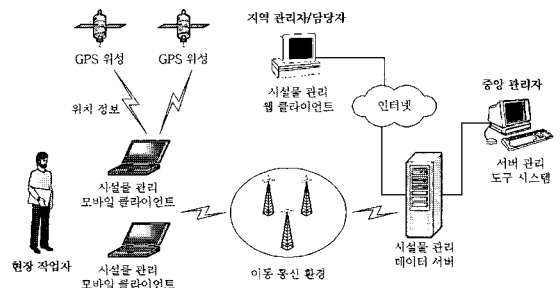 지역 관리자/담당자
GPS 위성
GPS 위성
위치 정보
시설물 관리
웹 클라이언트
인터넷
중앙 관리자
서버 관리
도구 시스템
시설물 관리
모바일 클라이언트
현장 작업자
시설물 관리
모바일 클라이언트
이동 통신 환경
시설물 관리
데이터 서버